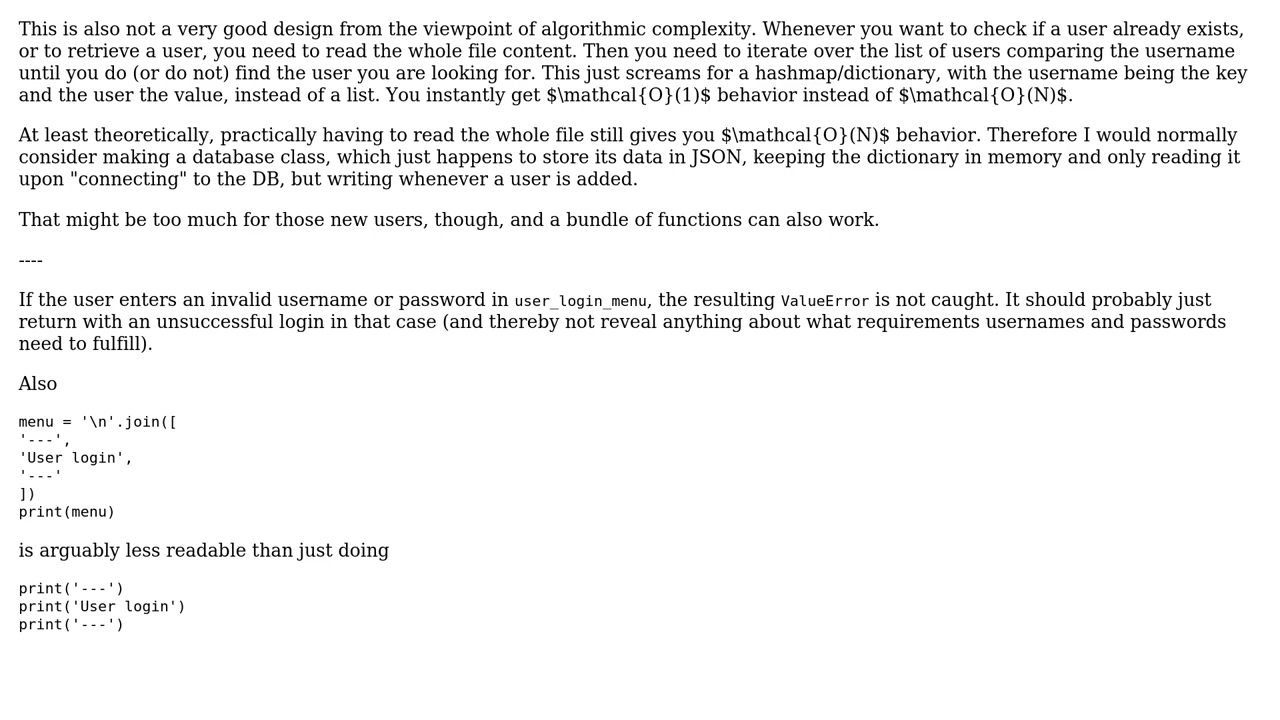 This is also not a very good design from the viewpoint of algorithmic complexity. Whenever you want to check if a user already exists,
or to retrieve a user, you need to read the whole file content. Then you need to iterate over the list of users comparing the username
until you do (or do not) find the user you are looking for. This just screams for a hashmap/dictionary, with the username being the key
and the user the value, instead of a list. You instantly get $\mathcal{O}(1)$ behavior instead of $\mathcal{O}(N)$.
At least theoretically, practically having to read the whole file still gives you $\mathcal{O}(N)$ behavior. Therefore I would normally
consider making a database class, which just happens to store its data in JSON, keeping the dictionary in memory and only reading it
upon "connecting" to the DB, but writing whenever a user is added.
That might be too much for those new users, though, and a bundle of functions can also work.
----
If the user enters an invalid username or password in user_login_menu, the resulting ValueError is not caught. It should probably just
return with an unsuccessful login in that case (and thereby not reveal anything about what requirements usernames and passwords
need to fulfill).
Also
menu = '\n'.join([
'---',
'User login',
'---'
])
print(menu)
is arguably less readable than just doing
print('---')
print('User login')
print('---')